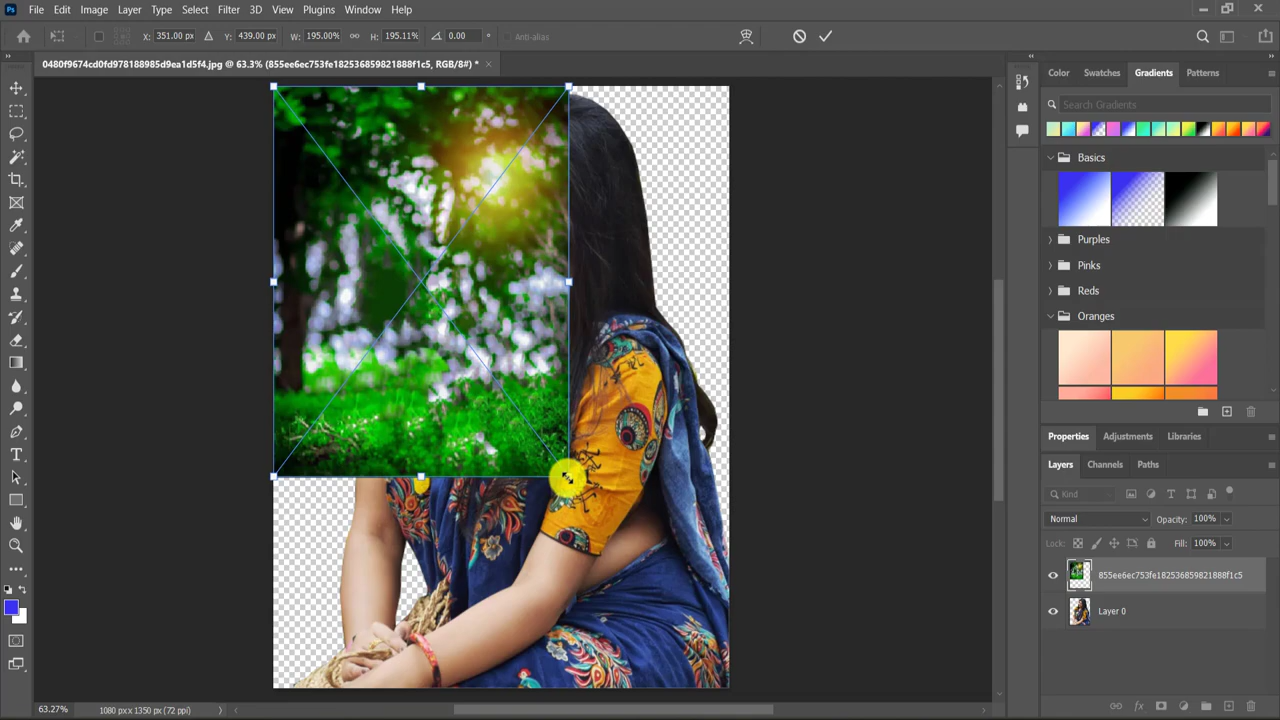 Ps File Edit Image Layer Type Select Filter 3D View Plugins Window Help
X: 351.00 px Y: 439.00 px W: 195.00% H: 195.11% 0.00 ° Anti-alias
0480f9674cd0fd978188985d9ea1d5f4.jpg @ 63.3% (855ee6ec753fe182536859821888f1c5, RGB/8#) *
Color Swatches Gradients Patterns
Search Gradients
Basics
Purples
Pinks
Reds
Oranges
Properties Adjustments Libraries
Layers Channels Paths
Kind
Normal Opacity: 100%
Lock: Fill: 100%
855ee6ec753fe182536859821888f1c5
Layer 0
63.27% 1080 px x 1350 px (72 ppi)